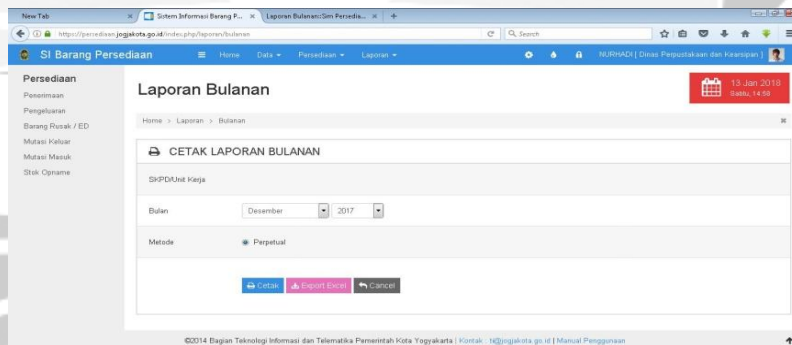 New Tab
Sistem Informasi Barang P...
Laporan Bulanan::Sim Persedia...
https://persediaan.jogjakota.go.id/index.php/laporan/bulanan
Search
SI Barang Persediaan
Home
Data
Persediaan
Laporan
NURHADI [ Dinas Perpustakaan dan Kearsipan ]
Persediaan
Penerimaan
Pengeluaran
Barang Rusak / ED
Mutasi Keluar
Mutasi Masuk
Stok Opname
Laporan Bulanan
13 Jan 2018
Sabtu, 14:58
Home > Laporan > Bulanan
CETAK LAPORAN BULANAN
SKPD/Unit Kerja
Bulan
Desember
2017
Metode
Perpetual
Cetak
Export Excel
Cancel
©2014 Bagian Teknologi Informasi dan Telematika Pemerintah Kota Yogyakarta | Kontak : ti@jogjakota.go.id | Manual Penggunaan